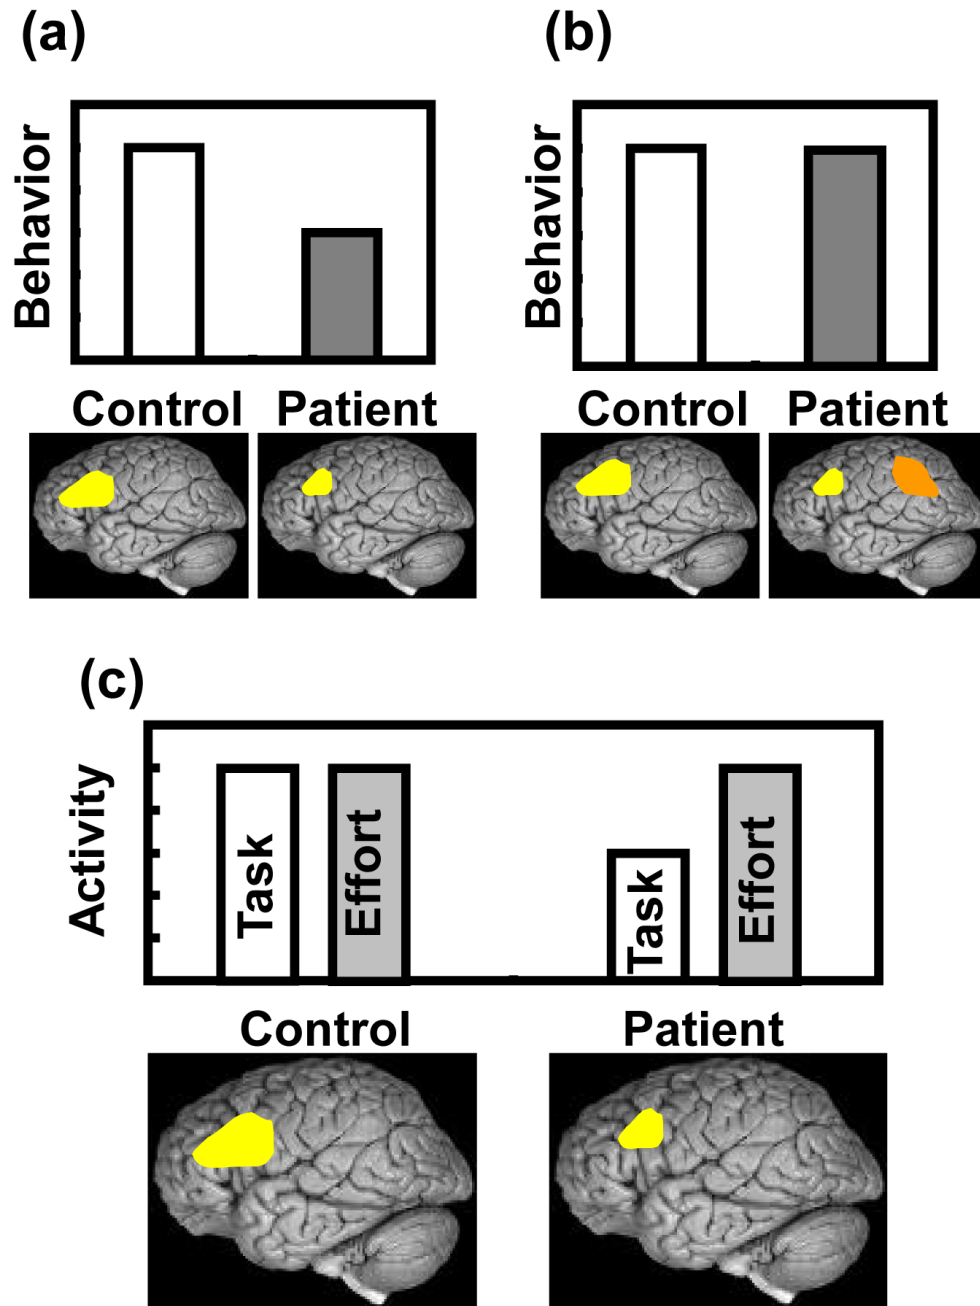 (a)
(b)
Behavior
Behavior
Control Patient
Control Patient
(c)
Activity
Task
Effort
Task
Effort
Control
Patient